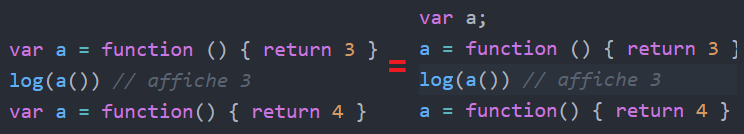 var a = function () { return 3 }
log(a()) // affiche 3
var a = function() { return 4 }
=
var a;
a = function () { return 3 }
log(a()) // affiche 3
a = function() { return 4 }